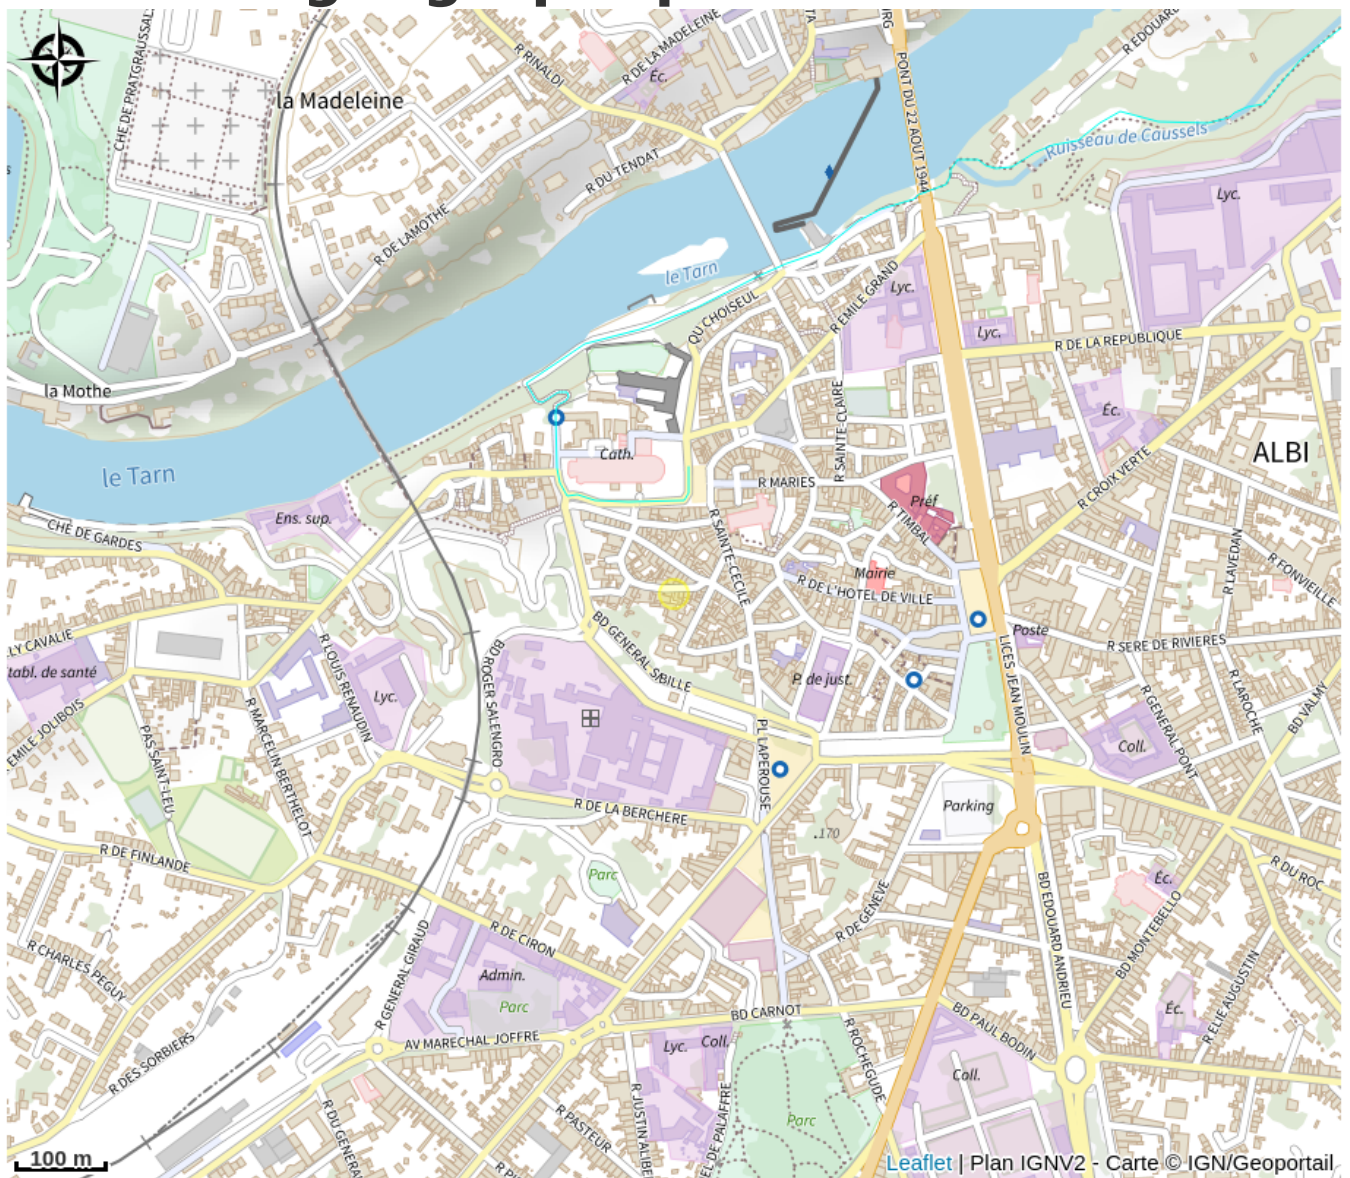 la Madeleine
CHE DE PRATGRAUSSALS
R RINALDI
R DE LA MADELEINE
Éc.
R DU TENDAT
R DE LAMOTHE
PONT DU 22 AOUT 1944
Ruisseau de Caussels
Lyc.
le Tarn
QU CHOISEUL
R EMILE GRAND
Lyc.
Lyc.
R DE LA REPUBLIQUE
la Mothe
R SAINTE-CLAIRE
Éc.
ALBI
Cath.
le Tarn
R MARIES
Préf
R TIMBAL
R CROIX VERTE
Ens. sup.
CHE DE GARDES
R SAINTE-CECILE
Mairie
R DE L'HOTEL DE VILLE
R LAVEDAN
R FONVIEILLE
LY CAVALIE
tabl. de santé
R LOUIS RENAUDIN
BD GENERAL SIBILLE
Poste
R SERE DE RIVIERES
EMILE JOLIBOIS
Lyc.
BD ROGER SALENGRO
P. de just.
LICES JEAN MOULIN
R LAROCHE
R GENERAL PONT
BD VALMY
PAS SAINT-LEU
R MARCELIN BERTHELOT
PL LAPEROUSE
Coll.
R DE LA BERCHERE
Parking
.170
R DE FINLANDE
Parc
R DU ROC
Éc.
R DE GENEVE
BD EDOUARD ANDRIEU
BD MONTEBELLO
R CHARLES PEGUY
R DE CIRON
R GENERAL GIRAUD
Admin.
Parc
R ELIE AUGUSTIN
Éc.
BD CARNOT
BD PAUL BODIN
AV MARECHAL JOFFRE
R DES SORBIERS
Lyc.
Coll.
R ROCHEGUDE
Coll.
R PASTEUR
R JUSTIN ALIBE
EL DE PALAFFRE
Parc
R DU GENERA
100 m
Leaflet | Plan IGNV2 - Carte © IGN/Geoportail